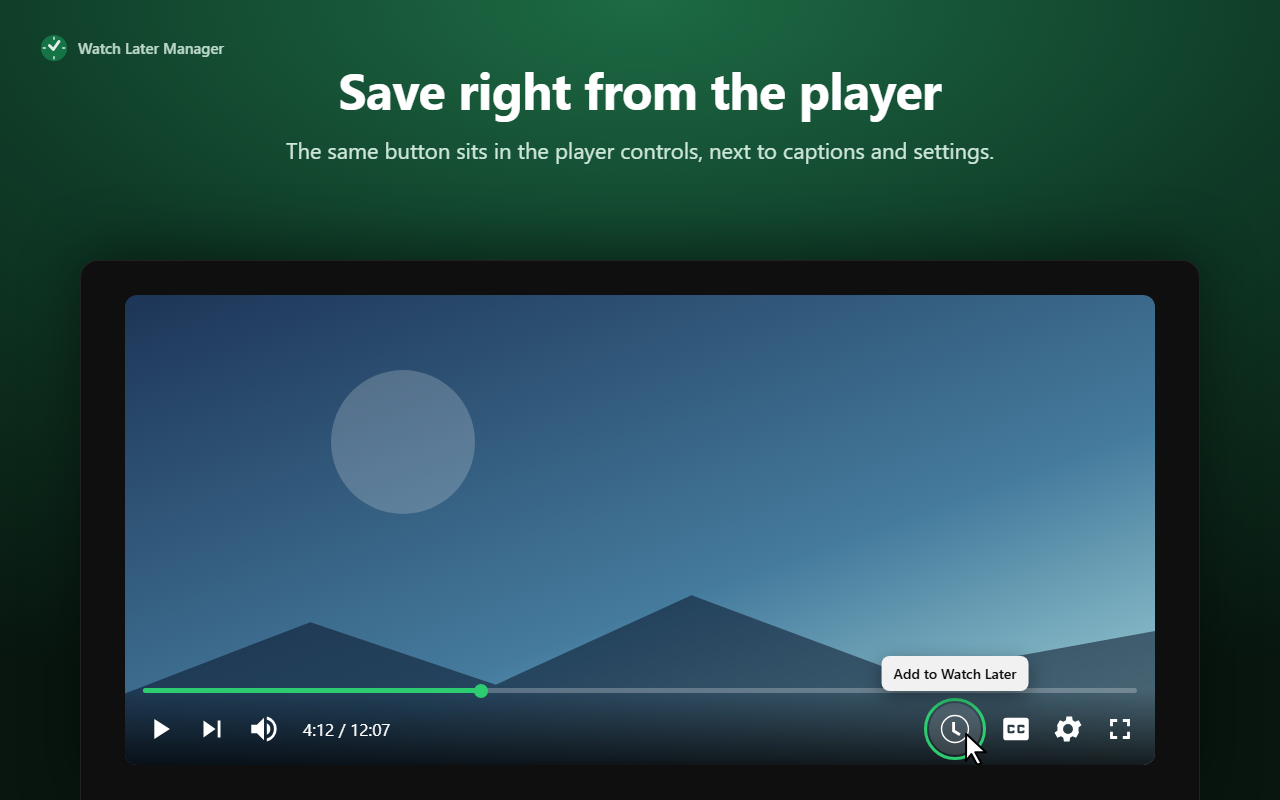 Watch Later Manager
Save right from the player
The same button sits in the player controls, next to captions and settings.
Add to Watch Later
4:12 / 12:07
CC